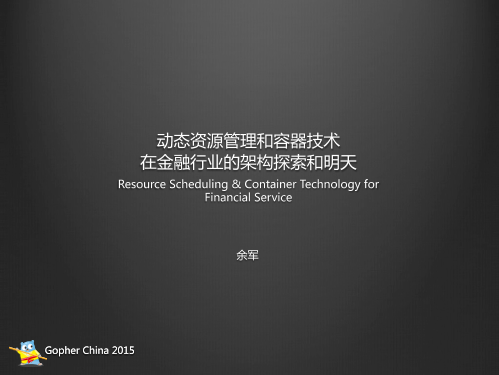 动态资源管理和容器技术
在金融行业的架构探索和明天
Resource Scheduling & Container Technology for
Financial Service
余军
Gopher China 2015